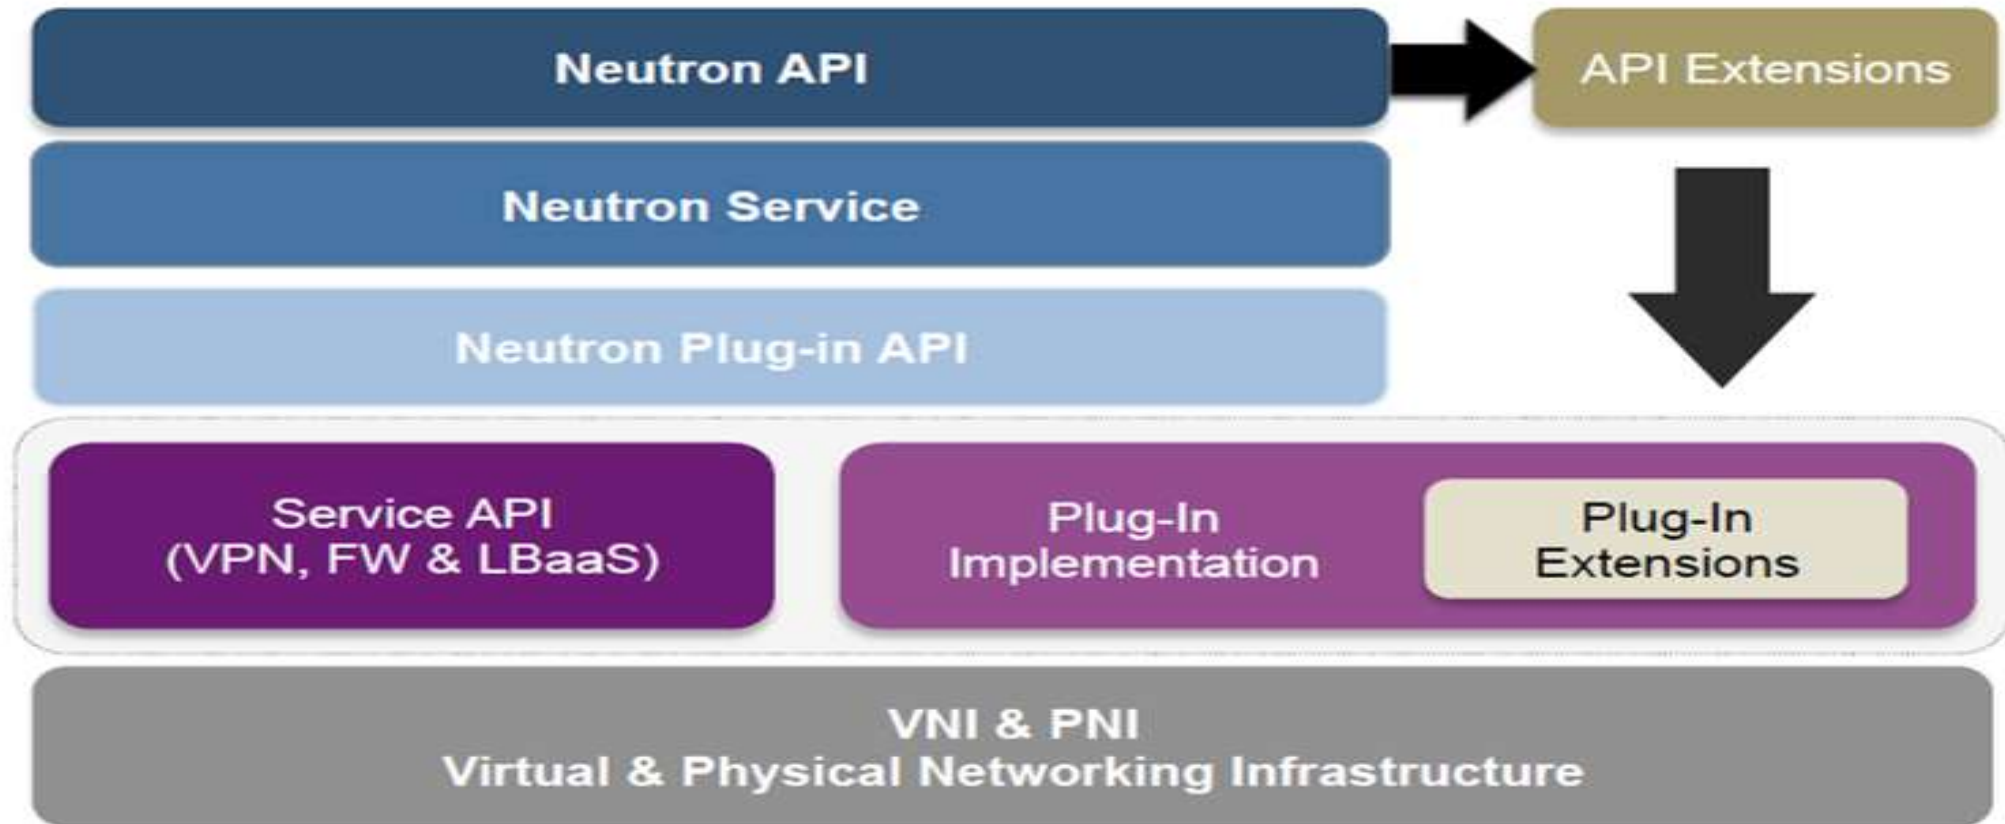 Neutron API
API Extensions
Neutron Service
Neutron Plug-in API
Service API
(VPN, FW & LBaaS)
Plug-In
Implementation
Plug-In
Extensions
VNI & PNI
Virtual & Physical Networking Infrastructure